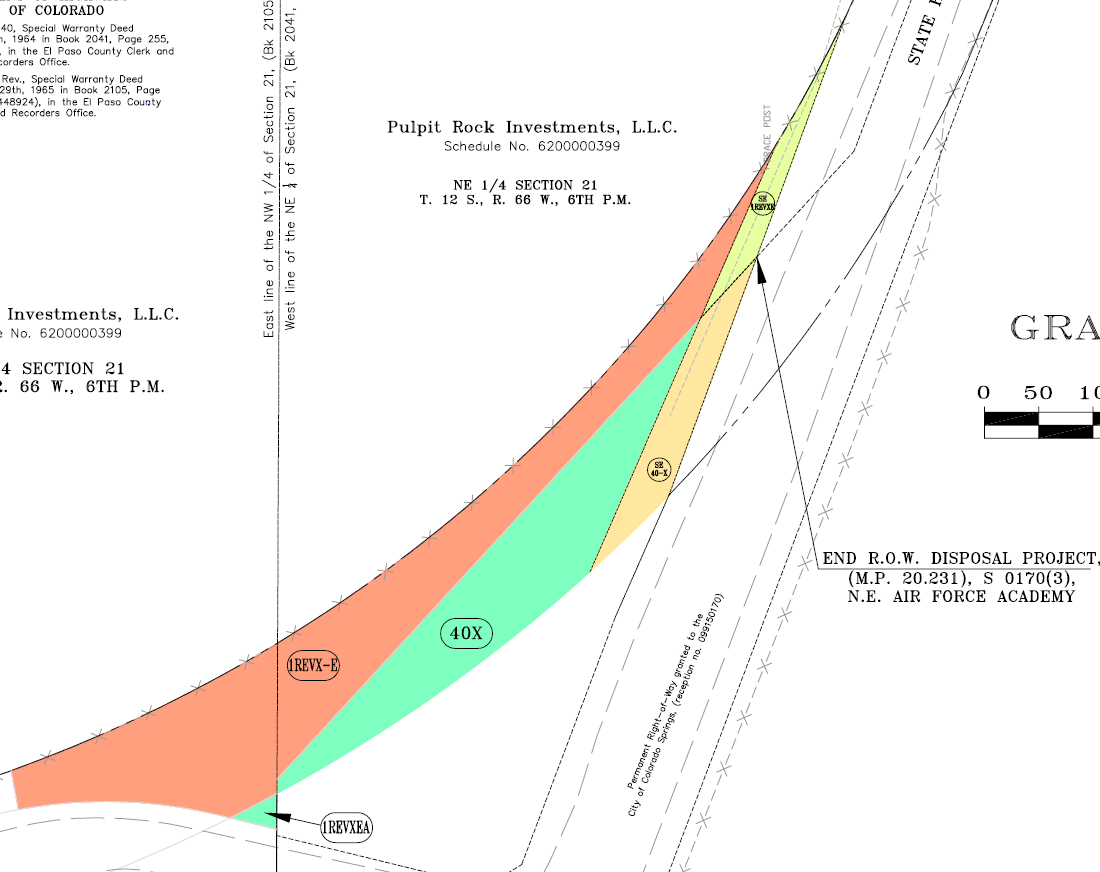 OF COLORADO
40, Special Warranty Deed
, 1964 in Book 2041, Page 255,
, in the El Paso County Clerk and
corders Office.
Rev., Special Warranty Deed
29th, 1965 in Book 2105, Page
448924), in the El Paso County
d Recorders Office.
East line of the NW 1/4 of Section 21, (Bk 2105
West line of the NE ¼ of Section 21, (Bk 2041,
Pulpit Rock Investments, L.L.C.
Schedule No. 6200000399
NE 1/4 SECTION 21
T. 12 S., R. 66 W., 6TH P.M.
STATE
POST
SE
1REVXE
Investments, L.L.C.
e No. 6200000399
4 SECTION 21
R. 66 W., 6TH P.M.
GRA
0 50 10
SE
40-X
END R.O.W. DISPOSAL PROJECT,
(M.P. 20.231), S 0170(3),
N.E. AIR FORCE ACADEMY
40X
1REVX-E
Permanent Right-of-Way granted to the
City of Colorado Springs, (reception no. 099150170)
1REVXEA